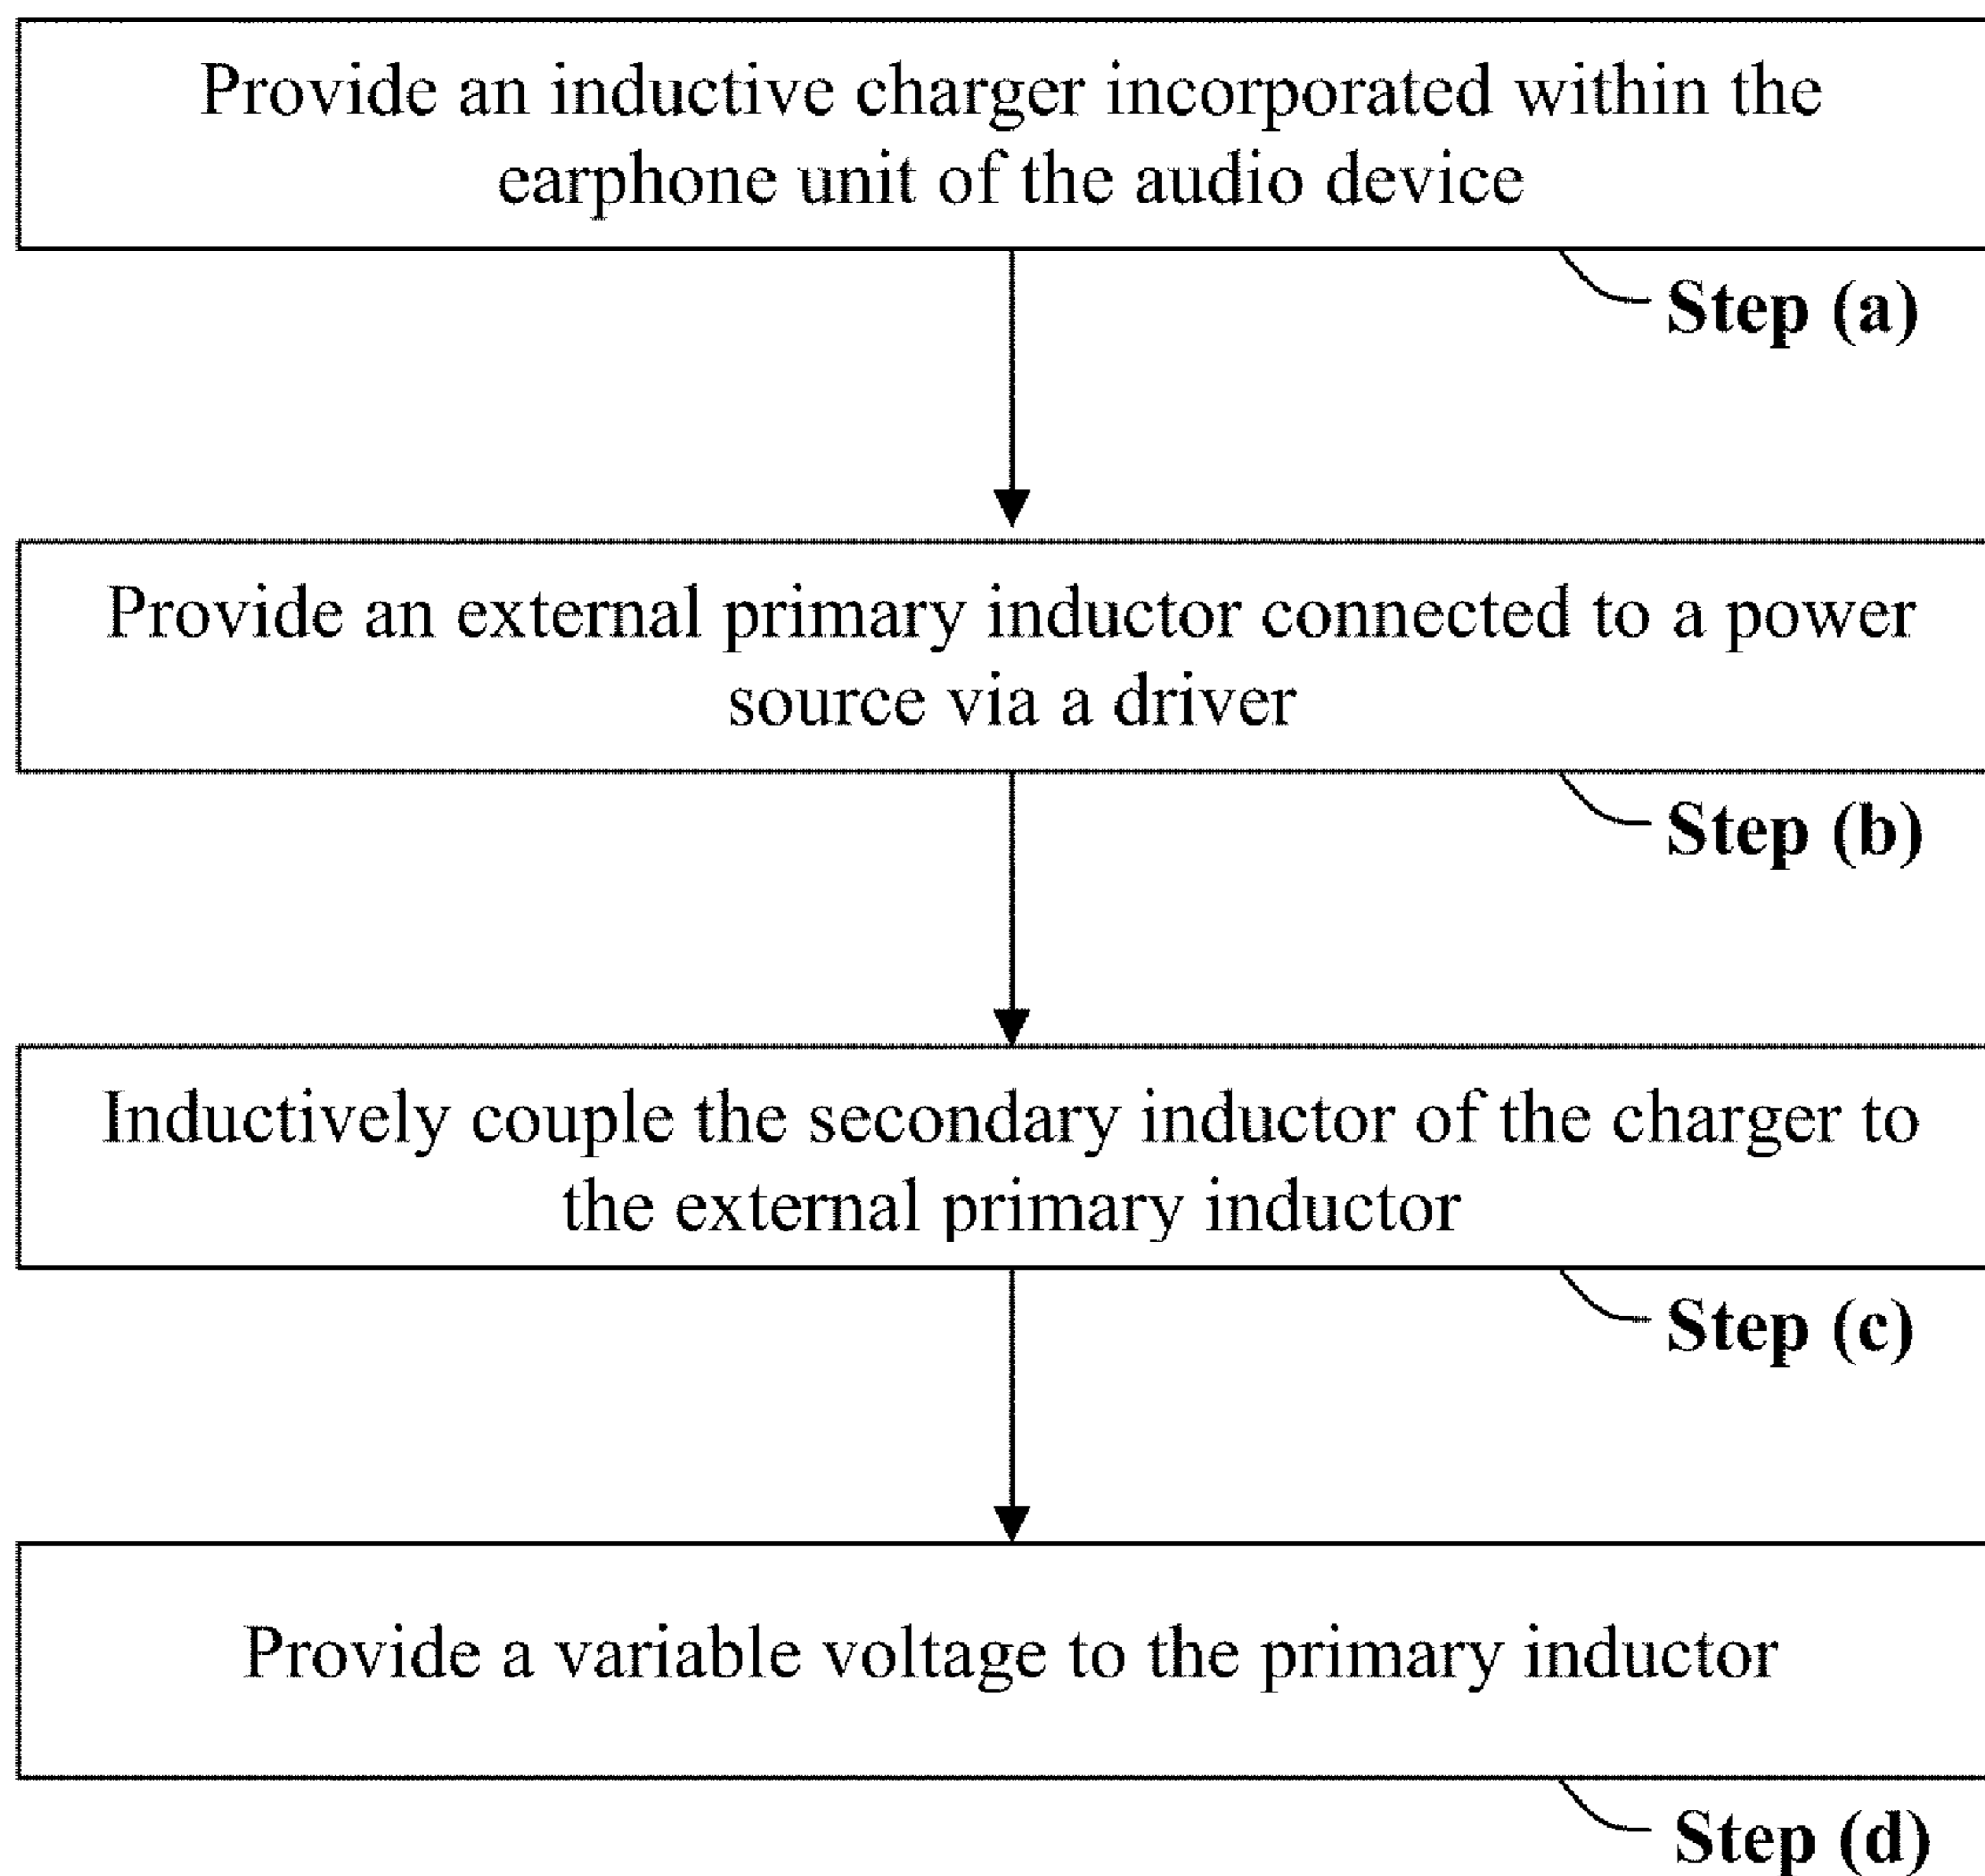 Provide an inductive charger incorporated within the
earphone unit of the audio device
Step (a)
Provide an external primary inductor connected to a power
source via a driver
Step (b)
Inductively couple the secondary inductor of the charger to
the external primary inductor
Step (c)
Provide a variable voltage to the primary inductor
Step (d)